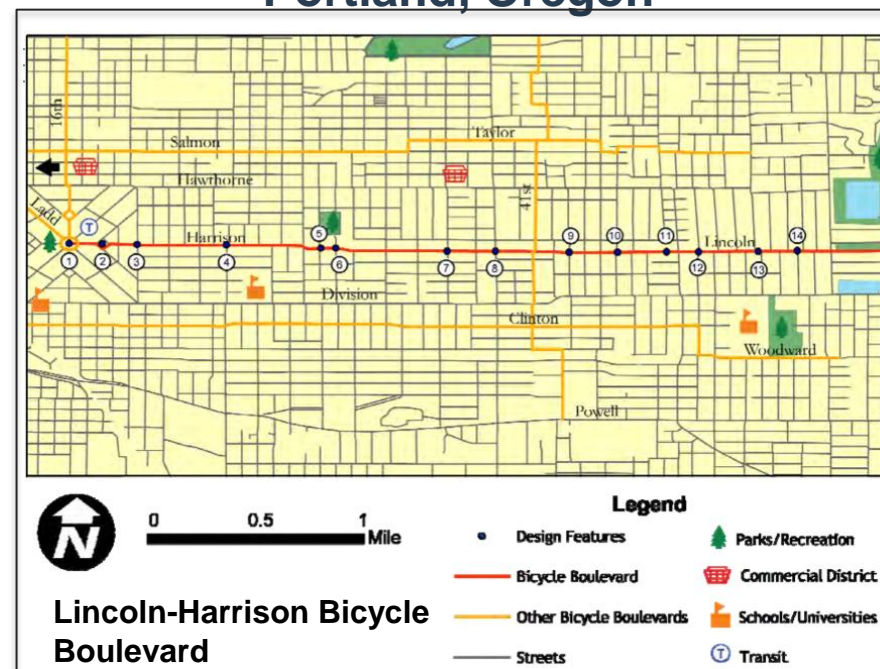 Portland, Oregon
16th
Salmon
Taylor
Hawthorne
41st
Ladd
T
Harrison
Lincoln
5
9
10
11
14
1
2
3
4
6
7
8
12
13
Division
Clinton
Woodward
Powell
N
0 0.5 1
Mile
Legend
Design Features
Parks/Recreation
Bicycle Boulevard
Commercial District
Other Bicycle Boulevards
Schools/Universities
Streets
T Transit
Lincoln-Harrison Bicycle
Boulevard